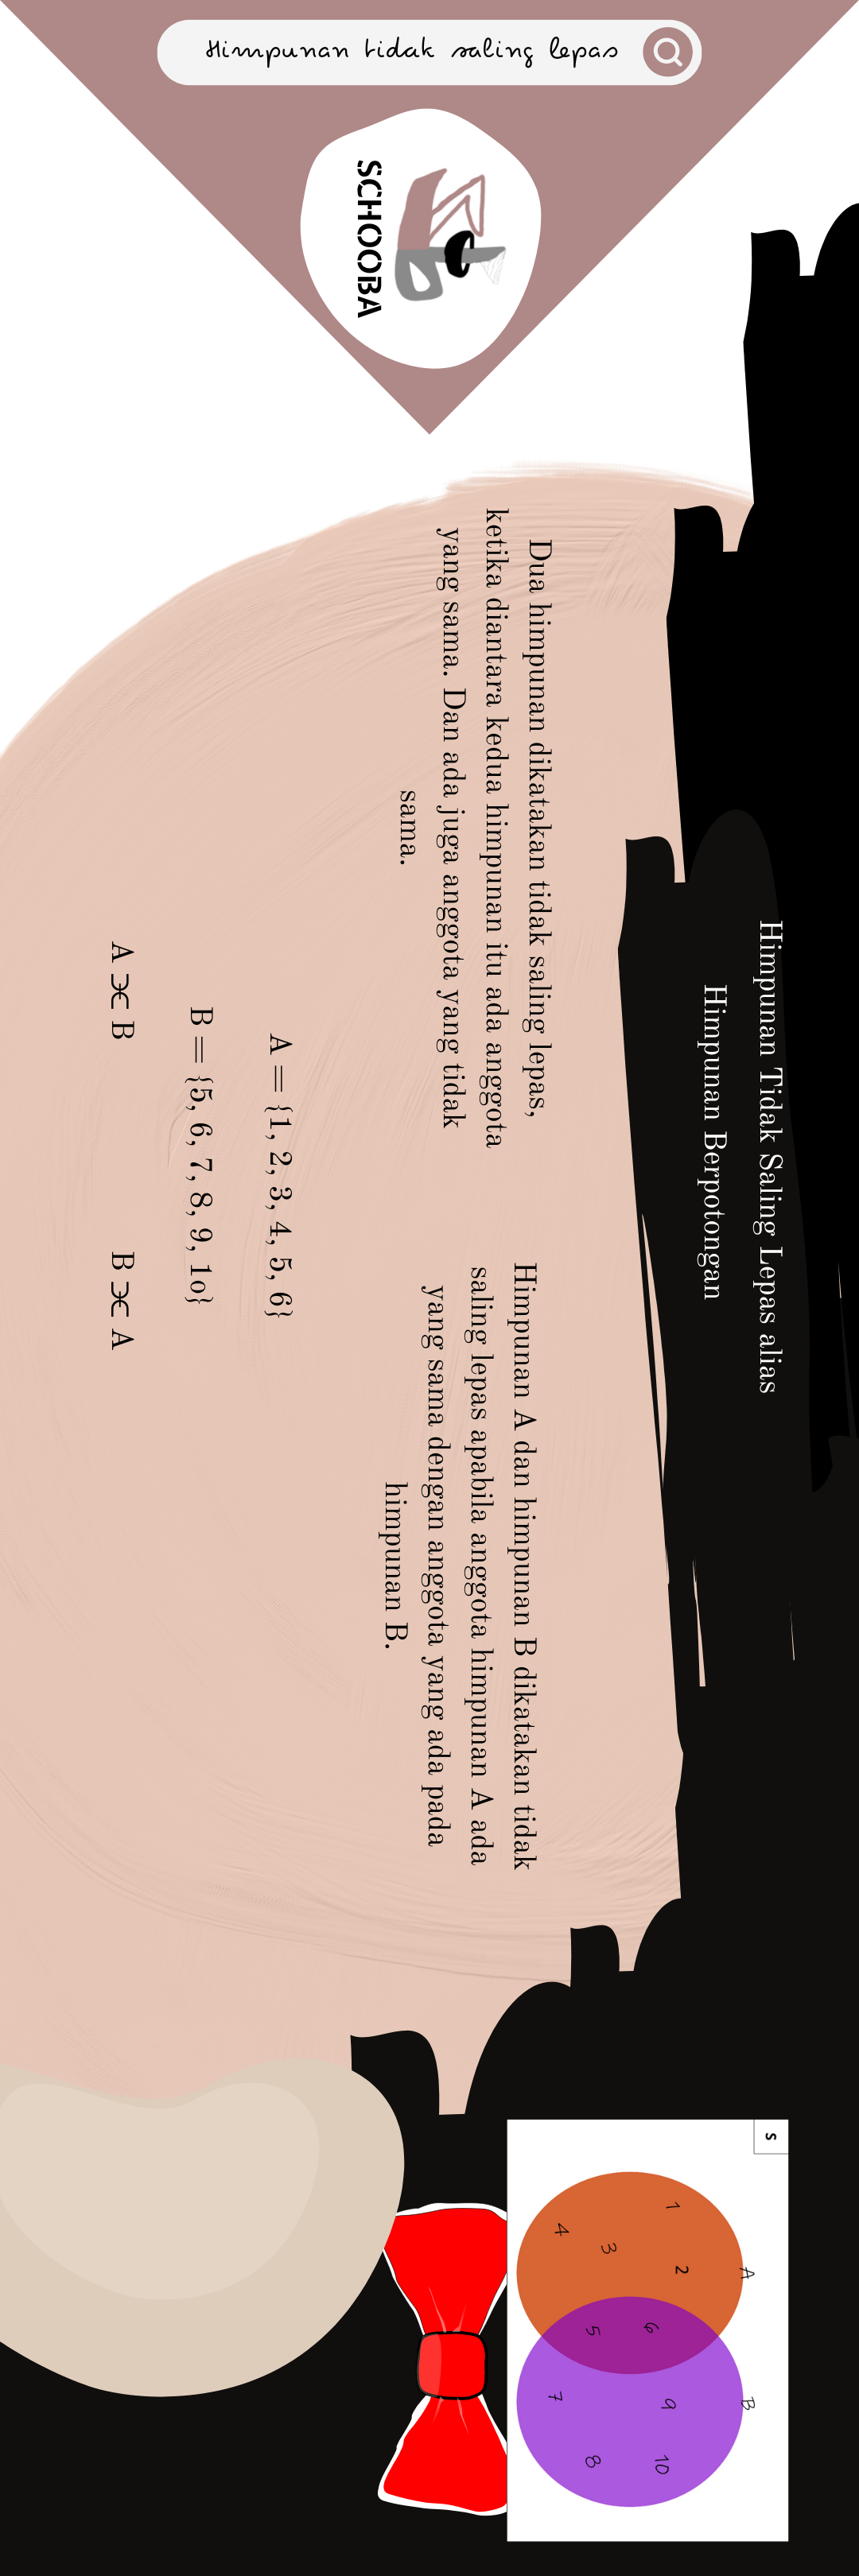 Himpunan tidak saling lepas
SCHOOBA
Himpunan Tidak Saling Lepas alias
Himpunan Berpotongan
Dua himpunan dikatakan tidak saling lepas,
ketika diantara kedua himpunan itu ada anggota
yang sama. Dan ada juga anggota yang tidak
sama.
Himpunan A dan himpunan B dikatakan tidak
saling lepas apabila anggota himpunan A ada
yang sama dengan anggota yang ada pada
himpunan B.
A = {1, 2, 3, 4, 5, 6}
B = {5, 6, 7, 8, 9, 1o}
A ⪾⪽ B
B ⪾⪽ A
S
A
B
1
2
3
4
6
5
9
10
7
8